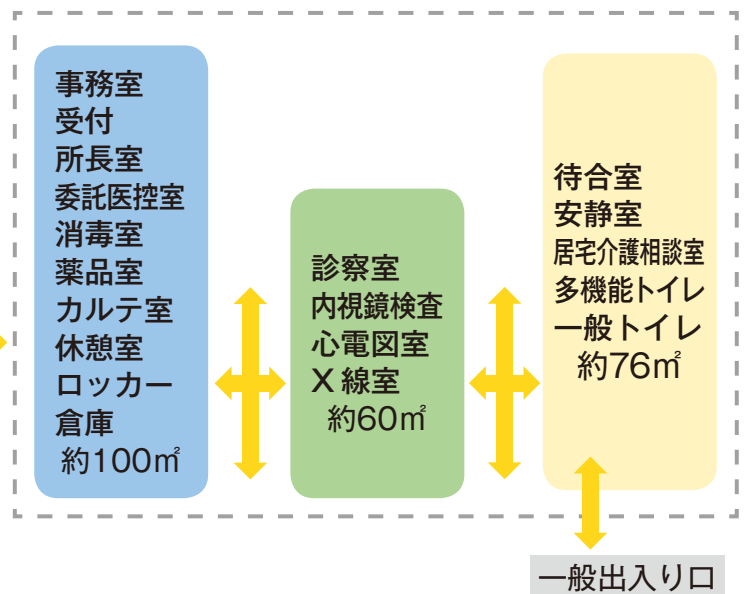 事務室
受付
所長室
委託医控室
消毒室
薬品室
カルテ室
休憩室
ロッカー
倉庫
約100㎡
診察室
内視鏡検査
心電図室
X線室
約60㎡
待合室
安静室
居宅介護相談室
多機能トイレ
一般トイレ
約76㎡
一般出入り口